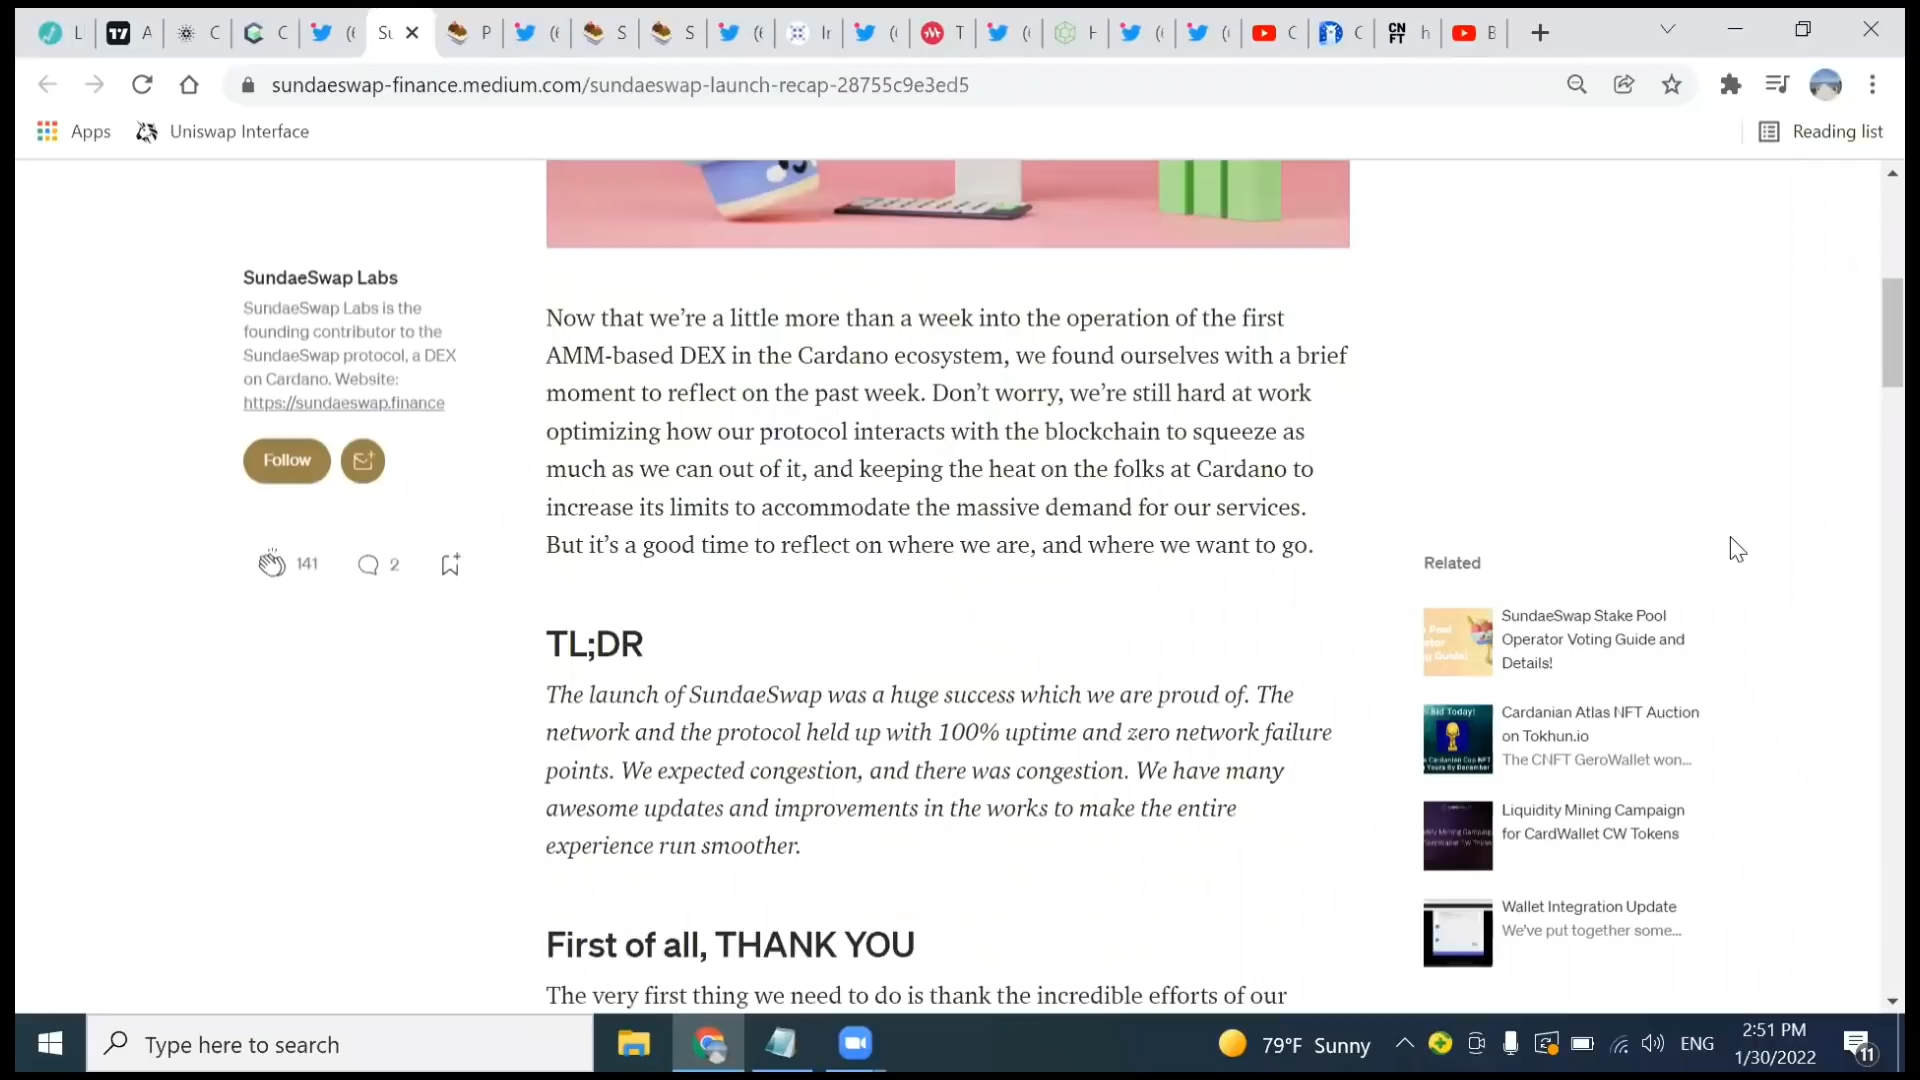 L
A
C
C
(6
Su
P
(6
S
S
(6
Ir
(
T
(
H
(
(
C
C
CNFT
h
B
sundaeswap-finance.medium.com/sundaeswap-launch-recap-28755c9e3ed5
Apps
Uniswap Interface
Reading list
SundaeSwap Labs
SundaeSwap Labs is the
founding contributor to the
SundaeSwap protocol, a DEX
on Cardano. Website:
https://sundaeswap.finance
Follow
141
2
Now that we’re a little more than a week into the operation of the first
AMM-based DEX in the Cardano ecosystem, we found ourselves with a brief
moment to reflect on the past week. Don’t worry, we’re still hard at work
optimizing how our protocol interacts with the blockchain to squeeze as
much as we can out of it, and keeping the heat on the folks at Cardano to
increase its limits to accommodate the massive demand for our services.
But it’s a good time to reflect on where we are, and where we want to go.
TL;DR
The launch of SundaeSwap was a huge success which we are proud of. The
network and the protocol held up with 100% uptime and zero network failure
points. We expected congestion, and there was congestion. We have many
awesome updates and improvements in the works to make the entire
experience run smoother.
First of all, THANK YOU
The very first thing we need to do is thank the incredible efforts of our
Related
SundaeSwap Stake Pool
Operator Voting Guide and
Details!
Bid Today!
Cardanian Atlas NFT Auction
on Tokhun.io
The CNFT GeroWallet won...
Liquidity Mining Campaign
for CardWallet CW Tokens
Wallet Integration Update
We've put together some...
Type here to search
79°F Sunny
ENG
2:51 PM
1/30/2022
11